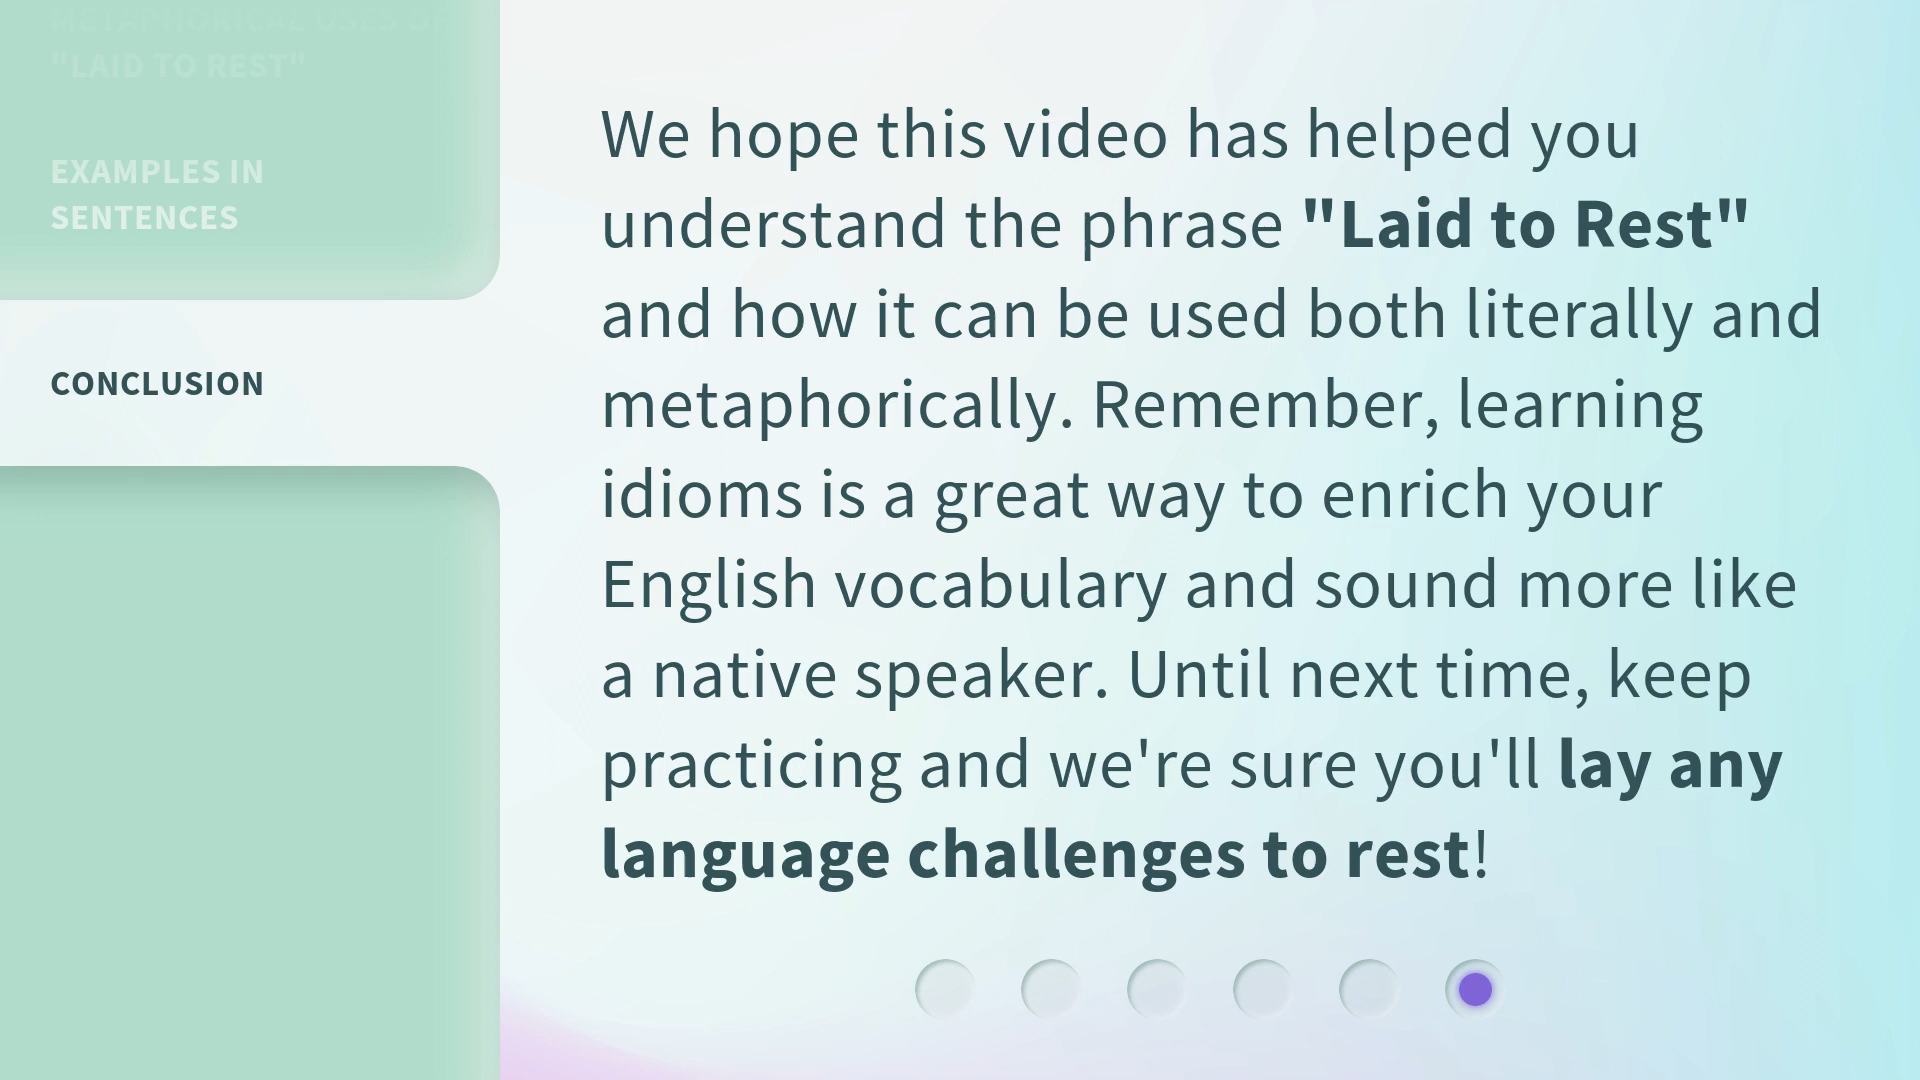 METAPHORICAL USES OF
"LAID TO REST"
EXAMPLES IN
SENTENCES
CONCLUSION
We hope this video has helped you
understand the phrase "Laid to Rest"
and how it can be used both literally and
metaphorically. Remember, learning
idioms is a great way to enrich your
English vocabulary and sound more like
a native speaker. Until next time, keep
practicing and we're sure you'll lay any
language challenges to rest!